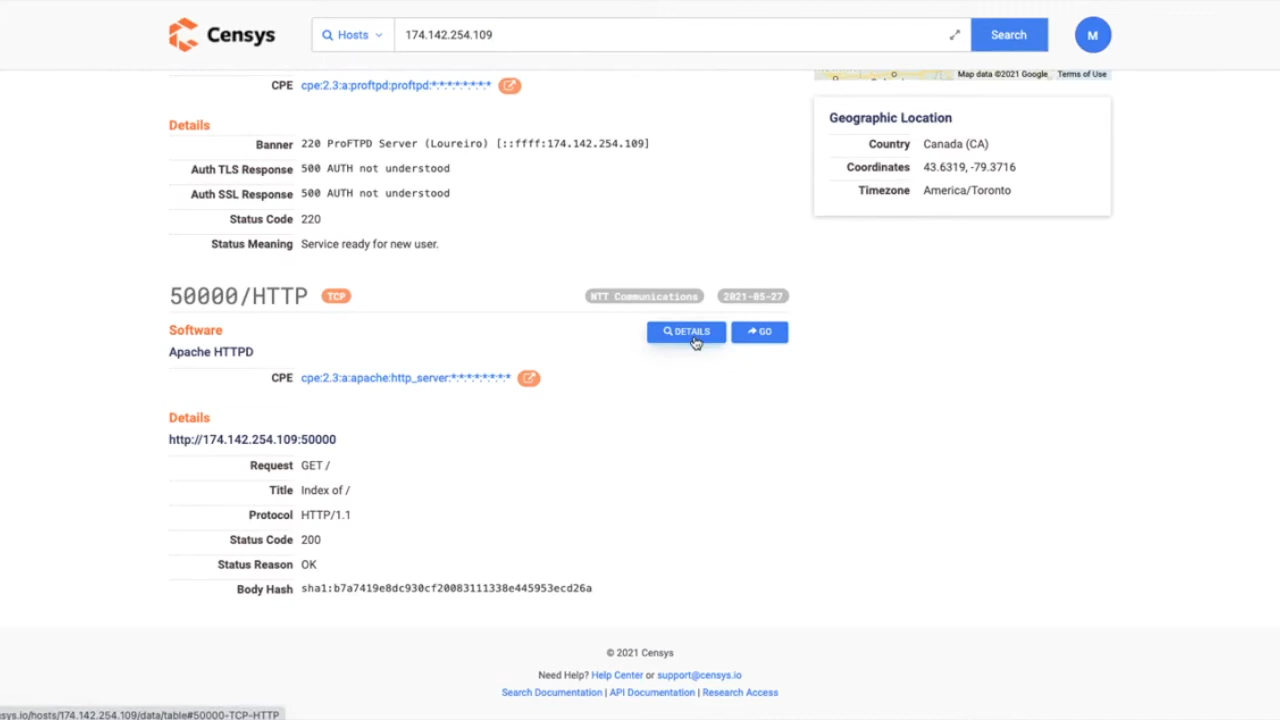 Censys
Hosts
174.142.254.109
Search
M
CPE cpe:2.3:a:proftpd:proftpd:*:*:*:*:*:*:*:*
Map data ©2021 Google Terms of Use
Details
Banner 220 ProFTPD Server (Loureiro) [::ffff:174.142.254.109]
Auth TLS Response 500 AUTH not understood
Auth SSL Response 500 AUTH not understood
Status Code 220
Status Meaning Service ready for new user.
Geographic Location
Country Canada (CA)
Coordinates 43.6319, -79.3716
Timezone America/Toronto
50000/HTTP TCP NTT Communications 2021-05-27
Software
DETAILS GO
Apache HTTPD
CPE cpe:2.3:a:apache:http_server:*:*:*:*:*:*:*:*
Details
http://174.142.254.109:50000
Request GET /
Title Index of /
Protocol HTTP/1.1
Status Code 200
Status Reason OK
Body Hash sha1:b7a7419e8dc930cf20083111338e445953ecd26a
© 2021 Censys
Need Help? Help Center or support@censys.io
Search Documentation | API Documentation | Research Access
sys.io/hosts/174.142.254.109/data/table#50000-TCP-HTTP